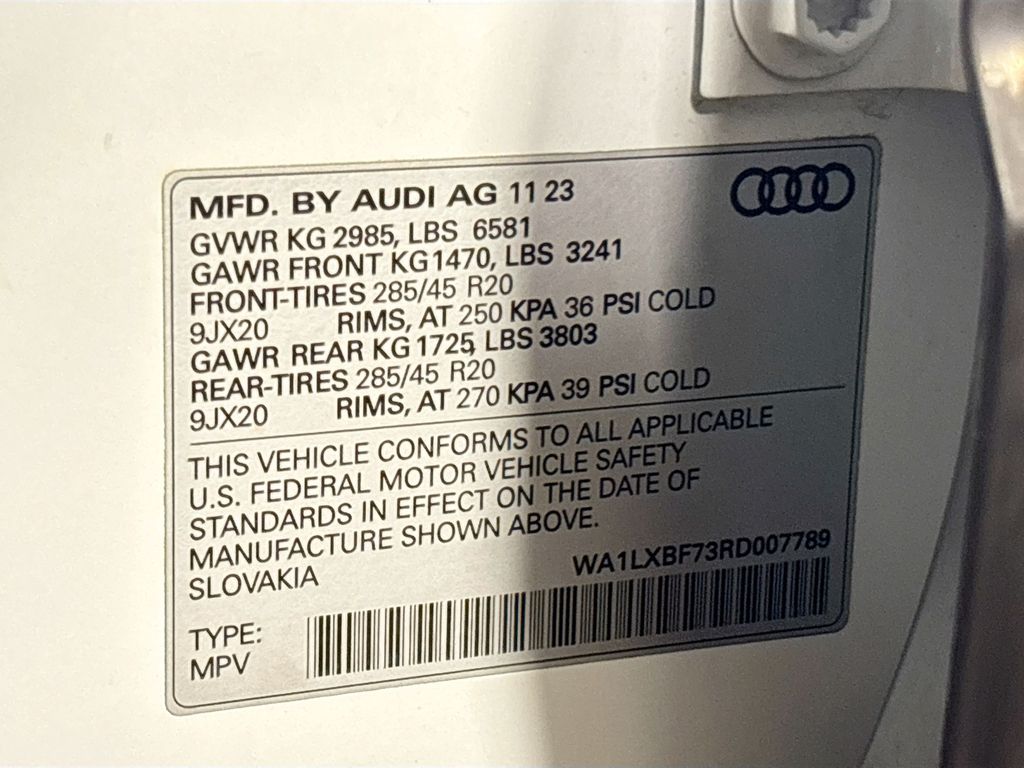 MFD. BY AUDI AG 11 23
GVWR KG 2985, LBS 6581
GAWR FRONT KG1470, LBS 3241
FRONT-TIRES 285/45 R20
9JX20 RIMS, AT 250 KPA 36 PSI COLD
GAWR REAR KG1725, LBS 3803
REAR-TIRES 285/45 R20
9JX20 RIMS, AT 270 KPA 39 PSI COLD
THIS VEHICLE CONFORMS TO ALL APPLICABLE
U.S. FEDERAL MOTOR VEHICLE SAFETY
STANDARDS IN EFFECT ON THE DATE OF
MANUFACTURE SHOWN ABOVE.
SLOVAKIA WA1LXBF73RD007789
TYPE:
MPV